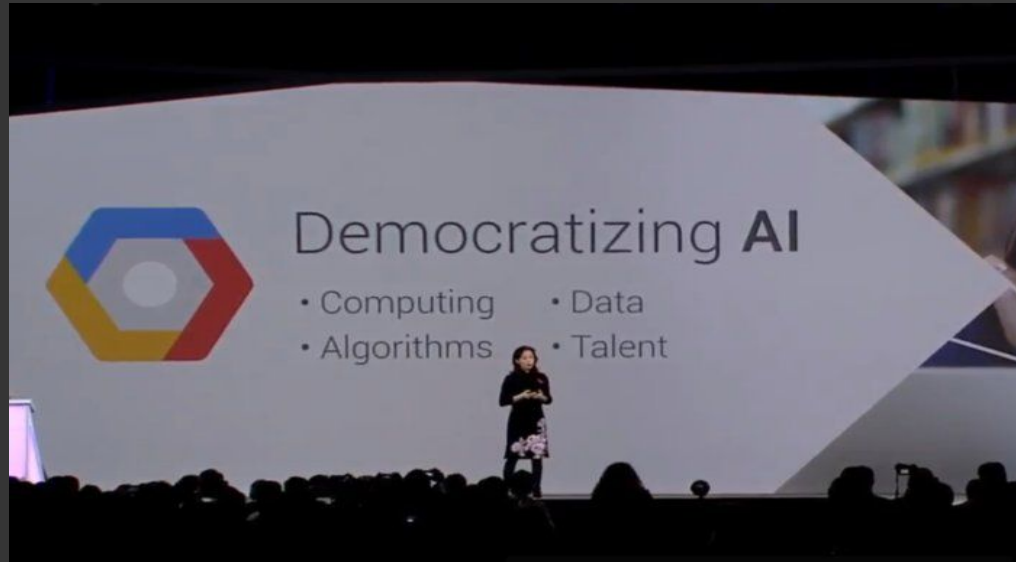 Democratizing AI
• Computing • Data
• Algorithms • Talent